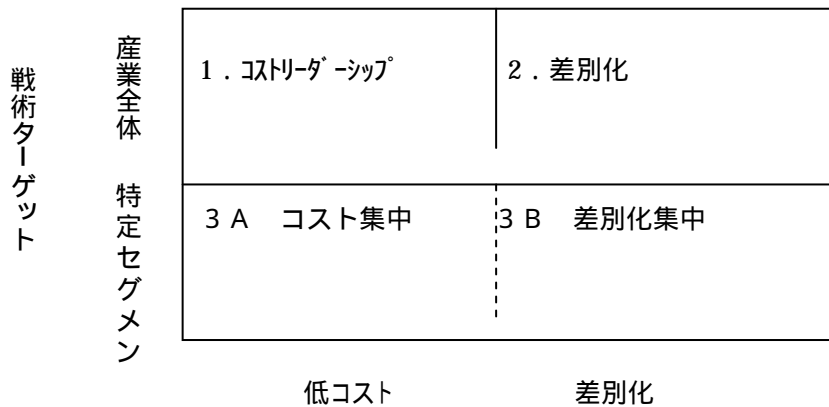 戦術ターゲット
産業全体
特定セグメン
1．ｺｽﾄﾘｰﾀﾞｰｼｯﾌﾟ
2．差別化
3A　コスト集中
3B　差別化集中
低コスト
差別化